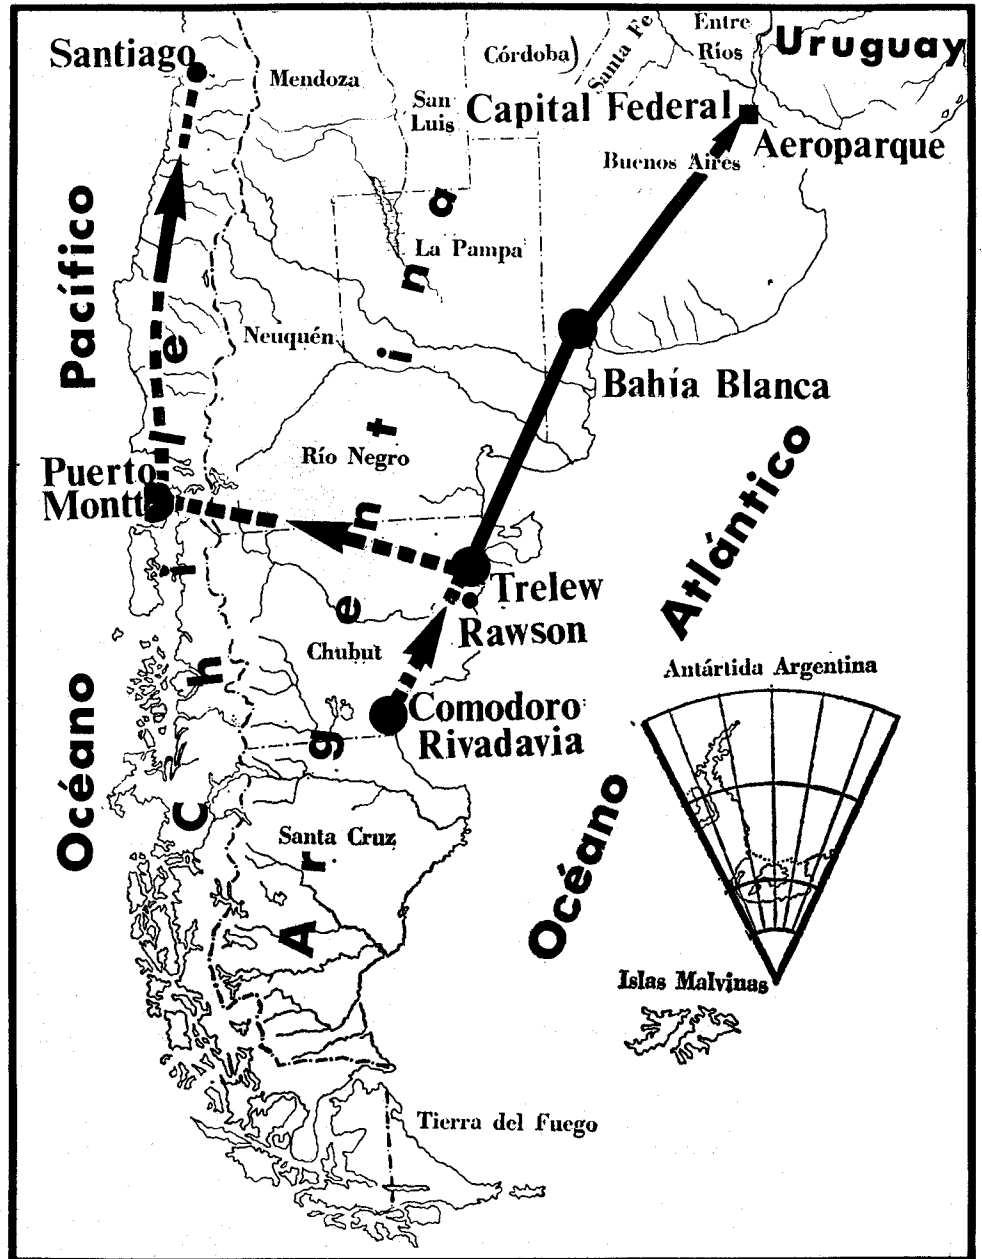 Santiago
Mendoza
Córdoba
Santa Fe
Entre
Ríos
Uruguay
San
Luis
Capital Federal
Aeroparque
Buenos Aires
La Pampa
Pacífico
Neuquén
Bahía Blanca
Río Negro
Puerto
Montt
Atlántico
Trelew
Rawson
Chubut
Antártida Argentina
Comodoro
Rivadavia
Océano
Océano
Chile
Argentina
Santa Cruz
Islas Malvinas
Tierra del Fuego